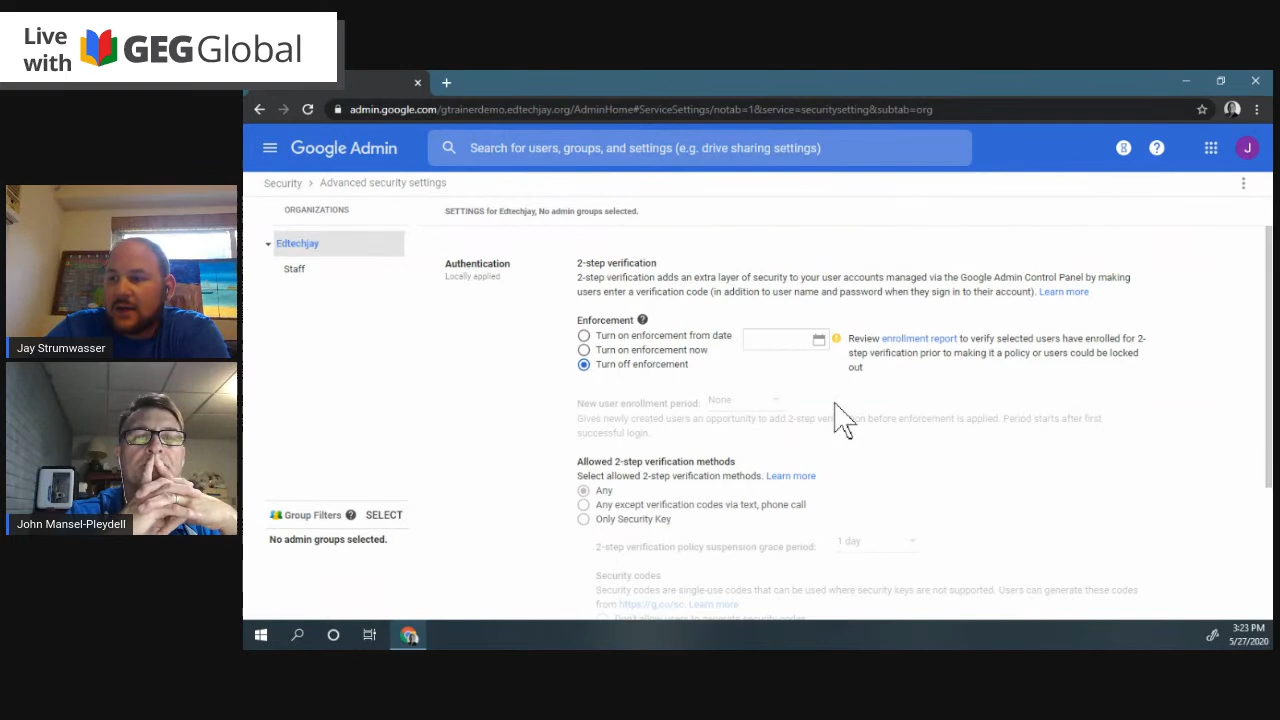 Live
with
GEG Global
admin.google.com/gtrainerdemo.edtechjay.org/AdminHome#ServiceSettings/notab=1&service=securitysetting&subtab=org
Google Admin
Search for users, groups, and settings (e.g. drive sharing settings)
J
Security > Advanced security settings
ORGANIZATIONS
Edtechjay
Staff
Group Filters SELECT
No admin groups selected.
SETTINGS for Edtechjay, No admin groups selected.
Authentication
Locally applied
2-step verification
2-step verification adds an extra layer of security to your user accounts managed via the Google Admin Control Panel by making
users enter a verification code (in addition to user name and password when they sign in to their account). Learn more
Enforcement
Turn on enforcement from date
Turn on enforcement now
Turn off enforcement
Review enrollment report to verify selected users have enrolled for 2-
step verification prior to making it a policy or users could be locked
out
New user enrollment period: None
Gives newly created users an opportunity to add 2-step before enforcement is applied. Period starts after first
successful login.
Allowed 2-step verification methods
Select allowed 2-step verification methods. Learn more
Any
Any except verification codes via text, phone call
Only Security Key
2-step verification policy suspension grace period: 1 day
Security codes
Security codes are single-use codes that can be used where security keys are not supported. Users can generate these codes
from https://g.co/sc. Learn more
Don't allow users to generate security codes
Jay Strumwasser
John Mansel-Pleydell
3:23 PM
5/27/2020